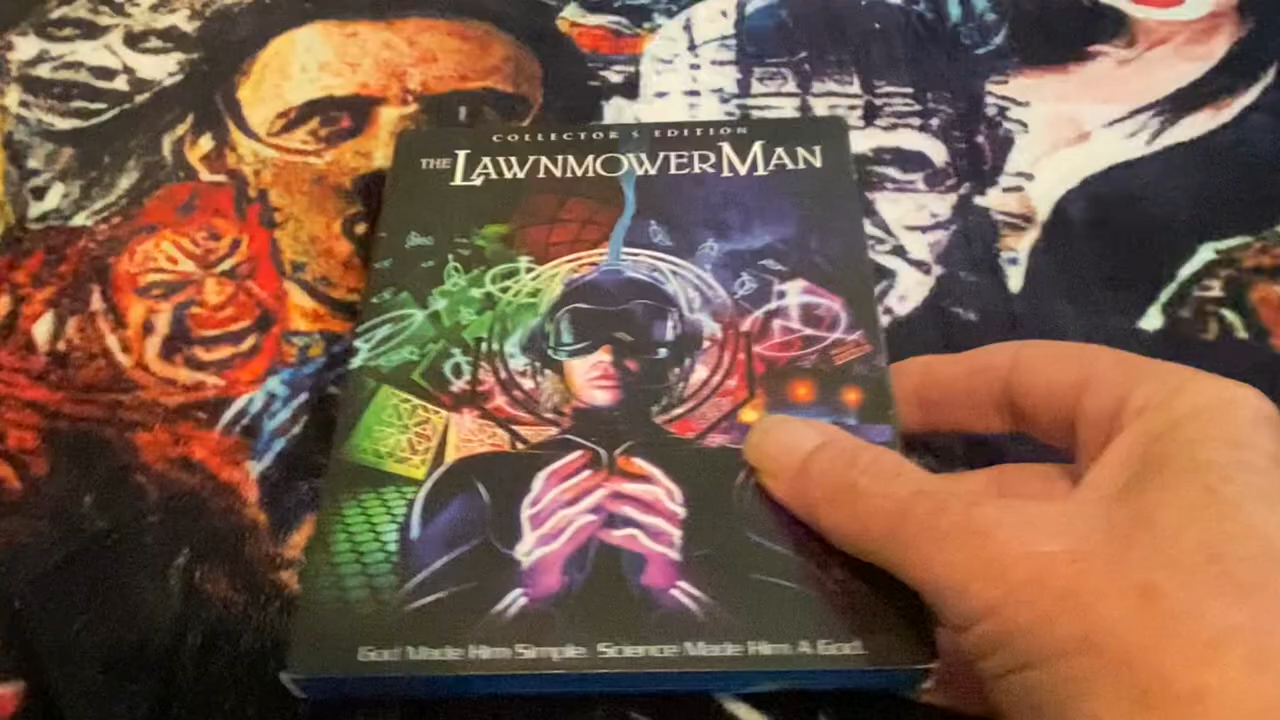 COLLECTOR'S EDITION
THE LAWNMOWER MAN
God Made Him Simple. Science Made Him A God.